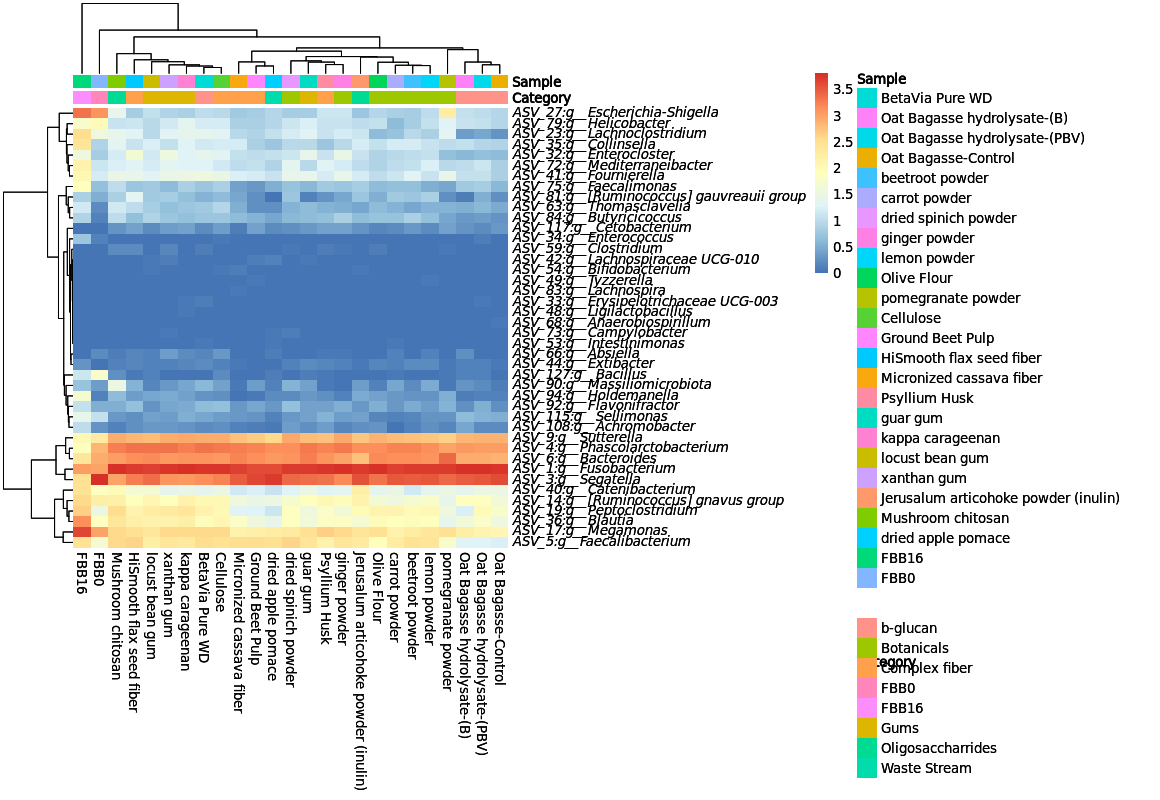 Sample
Category
ASV_27:g__Escherichia-Shigella
ASV_79:g__Helicobacter
ASV_23:g__Lachnoclostridium
ASV_35:g__Collinsella
ASV_32:g__Enterocloster
ASV_72:g__Mediterraneibacter
ASV_41:g__Fournierella
ASV_75:g__Faecalimonas
ASV_81:g__[Ruminococcus] gauvreauii group
ASV_63:g__Thomasclavelia
ASV_84:g__Butyricicoccus
ASV_117:g__Cetobacterium
ASV_34:g__Enterococcus
ASV_59:g__Clostridium
ASV_42:g__Lachnospiraceae UCG-010
ASV_54:g__Bifidobacterium
ASV_49:g__Tyzzerella
ASV_83:g__Lachnospira
ASV_33:g__Erysipelotrichaceae UCG-003
ASV_48:g__Ligilactobacillus
ASV_68:g__Anaerobiospirillum
ASV_73:g__Campylobacter
ASV_53:g__Intestinimonas
ASV_66:g__Absiella
ASV_44:g__Extibacter
ASV_127:g__Bacillus
ASV_90:g__Massiliomicrobiota
ASV_94:g__Holdemanella
ASV_92:g__Flavonifractor
ASV_115:g__Sellimonas
ASV_108:g__Achromobacter
ASV_9:g__Sutterella
ASV_4:g__Phascolarctobacterium
ASV_6:g__Bacteroides
ASV_1:g__Fusobacterium
ASV_3:g__Segatella
ASV_40:g__Catenibacterium
ASV_14:g__[Ruminococcus] gnavus group
ASV_19:g__Peptoclostridium
ASV_36:g__Blautia
ASV_17:g__Megamonas
ASV_5:g__Faecalibacterium
FBB16
FBB0
Mushroom chitosan
HiSmooth flax seed fiber
locust bean gum
xanthan gum
kappa carageenan
BetaVia Pure WD
Cellulose
Micronized cassava fiber
Ground Beet Pulp
dried apple pomace
dried spinich powder
guar gum
Psyllium Husk
ginger powder
Jerusalum articohoke powder (inulin)
Olive Flour
carrot powder
beetroot powder
lemon powder
pomegranate powder
Oat Bagasse hydrolysate-(B)
Oat Bagasse hydrolysate-(PBV)
Oat Bagasse-Control
3.5
3
2.5
2
1.5
1
0.5
0
Sample
BetaVia Pure WD
Oat Bagasse hydrolysate-(B)
Oat Bagasse hydrolysate-(PBV)
Oat Bagasse-Control
beetroot powder
carrot powder
dried spinich powder
ginger powder
lemon powder
Olive Flour
pomegranate powder
Cellulose
Ground Beet Pulp
HiSmooth flax seed fiber
Micronized cassava fiber
Psyllium Husk
guar gum
kappa carageenan
locust bean gum
xanthan gum
Jerusalum articohoke powder (inulin)
Mushroom chitosan
dried apple pomace
FBB16
FBB0
b-glucan
Botanicals
tegory
Complex fiber
FBB0
FBB16
Gums
Oligosaccharrides
Waste Stream